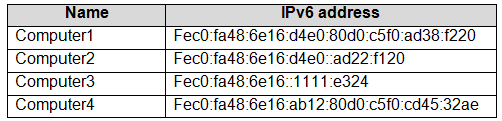 Name IPv6 address
Computer1 Fec0:fa48:6e16:d4e0:80d0:c5f0:ad38:f220
Computer2 Fec0:fa48:6e16:d4e0::ad22:f120
Computer3 Fec0:fa48:6e16::1111:e324
Computer4 Fec0:fa48:6e16:ab12:80d0:c5f0:cd45:32ae